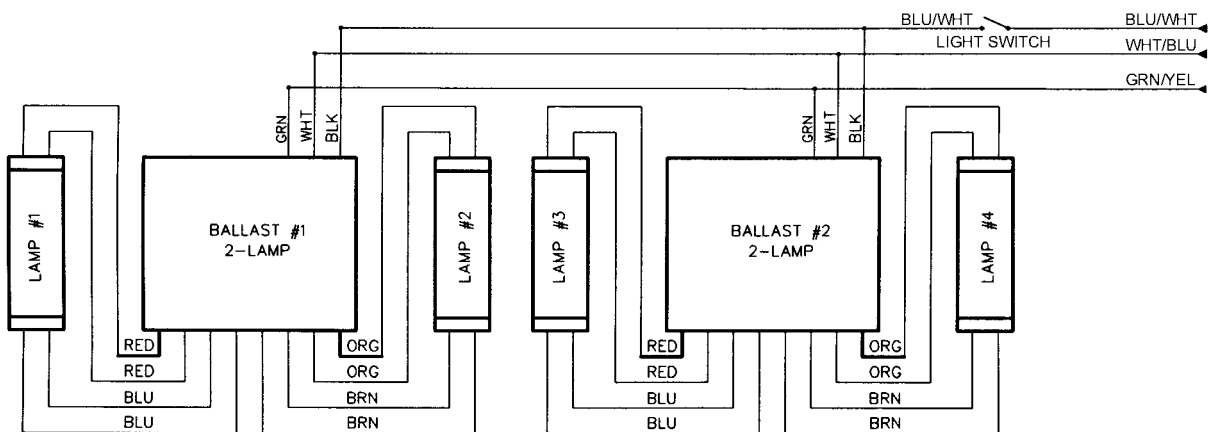 BLU/WHT BLU/WHT
LIGHT SWITCH WHT/BLU
GRN/YEL
GRN WHT BLK GRN WHT BLK
LAMP #1
BALLAST #1
2-LAMP
LAMP #2
LAMP #3
BALLAST #2
2-LAMP
LAMP #4
RED ORG RED ORG
RED ORG RED ORG
BLU BRN BLU BRN
BLU BRN BLU BRN